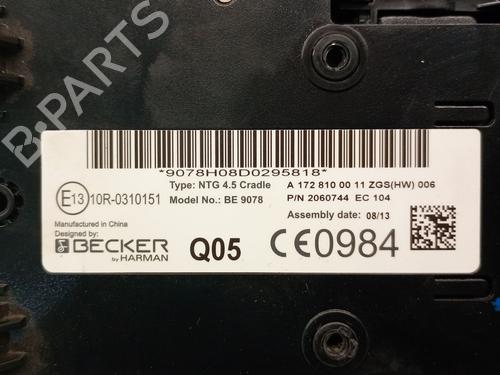 *9078H08D0295818*
Type: NTG 4.5 Cradle A 172 810 00 11 ZGS(HW) 006
E13 10R-0310151 Model No.: BE 9078 P/N 2060744 EC 104
Assembly date: 08/13
Manufactured in China
Designed by:
BECKER
by HARMAN
Q05
CE0984
B-PARTS